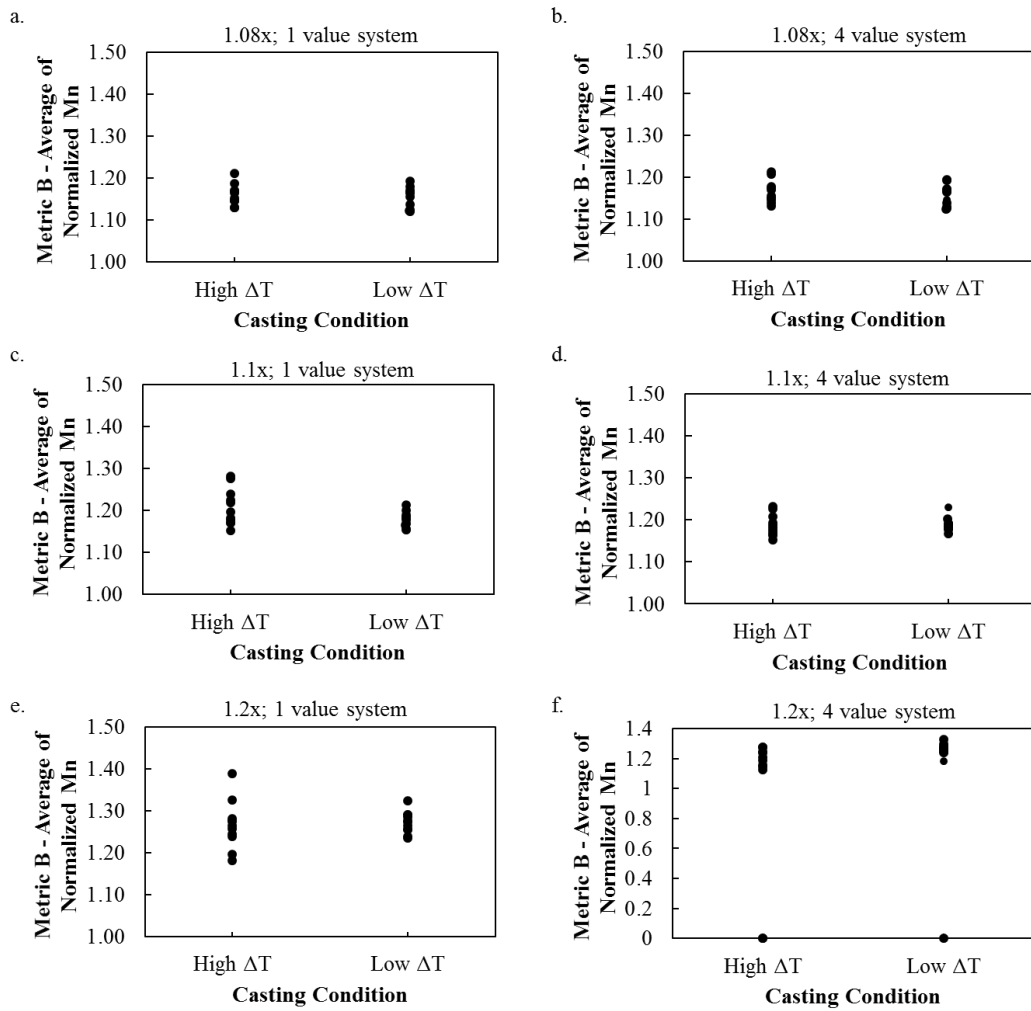 a.
1.08x; 1 value system
Metric B - Average of
Normalized Mn
1.50
1.40
1.30
1.20
1.10
1.00
High ΔT
Low ΔT
Casting Condition
b.
1.08x; 4 value system
Metric B - Average of
Normalized Mn
1.50
1.40
1.30
1.20
1.10
1.00
High ΔT
Low ΔT
Casting Condition
c.
1.1x; 1 value system
Metric B - Average of
Normalized Mn
1.50
1.40
1.30
1.20
1.10
1.00
High ΔT
Low ΔT
Casting Condition
d.
1.1x; 4 value system
Metric B - Average of
Normalized Mn
1.50
1.40
1.30
1.20
1.10
1.00
High ΔT
Low ΔT
Casting Condition
e.
1.2x; 1 value system
Metric B - Average of
Normalized Mn
1.50
1.40
1.30
1.20
1.10
1.00
High ΔT
Low ΔT
Casting Condition
f.
1.2x; 4 value system
Metric B - Average of
Normalized Mn
1.4
1.2
1
0.8
0.6
0.4
0.2
0
High ΔT
Low ΔT
Casting Condition